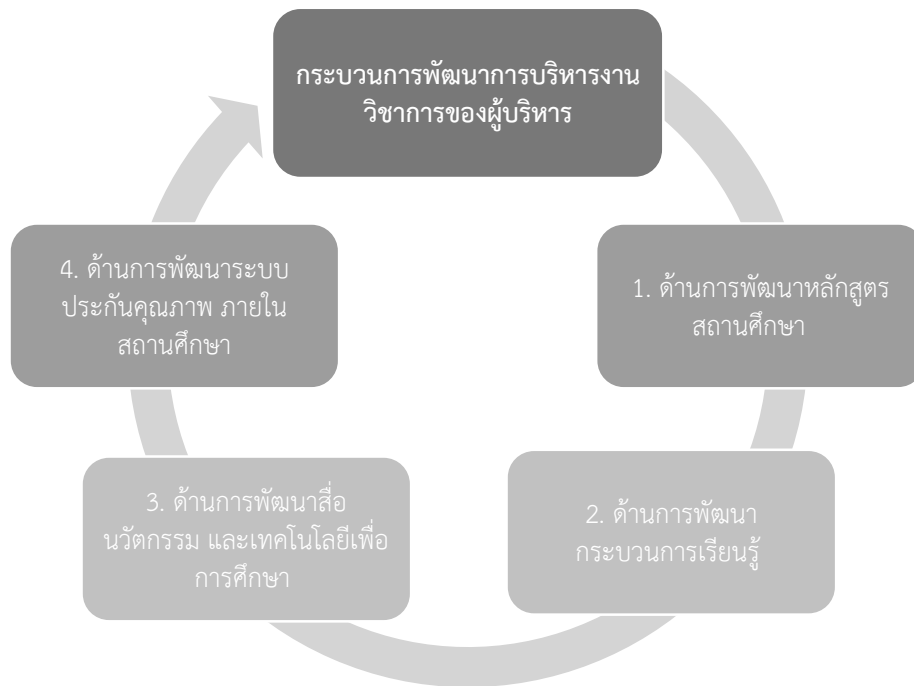 กระบวนการพัฒนาการบริหารงาน
วิชาการของผู้บริหาร
1. ด้านการพัฒนาหลักสูตร
สถานศึกษา
2. ด้านการพัฒนา
กระบวนการเรียนรู้
3. ด้านการพัฒนาสื่อ
นวัตกรรม และเทคโนโลยีเพื่อ
การศึกษา
4. ด้านการพัฒนาระบบ
ประกันคุณภาพ ภายใน
สถานศึกษา